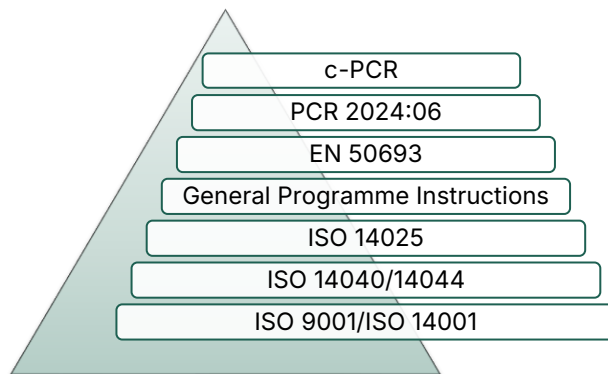 c-PCR
PCR 2024:06
EN 50693
General Programme Instructions
ISO 14025
ISO 14040/14044
ISO 9001/ISO 14001